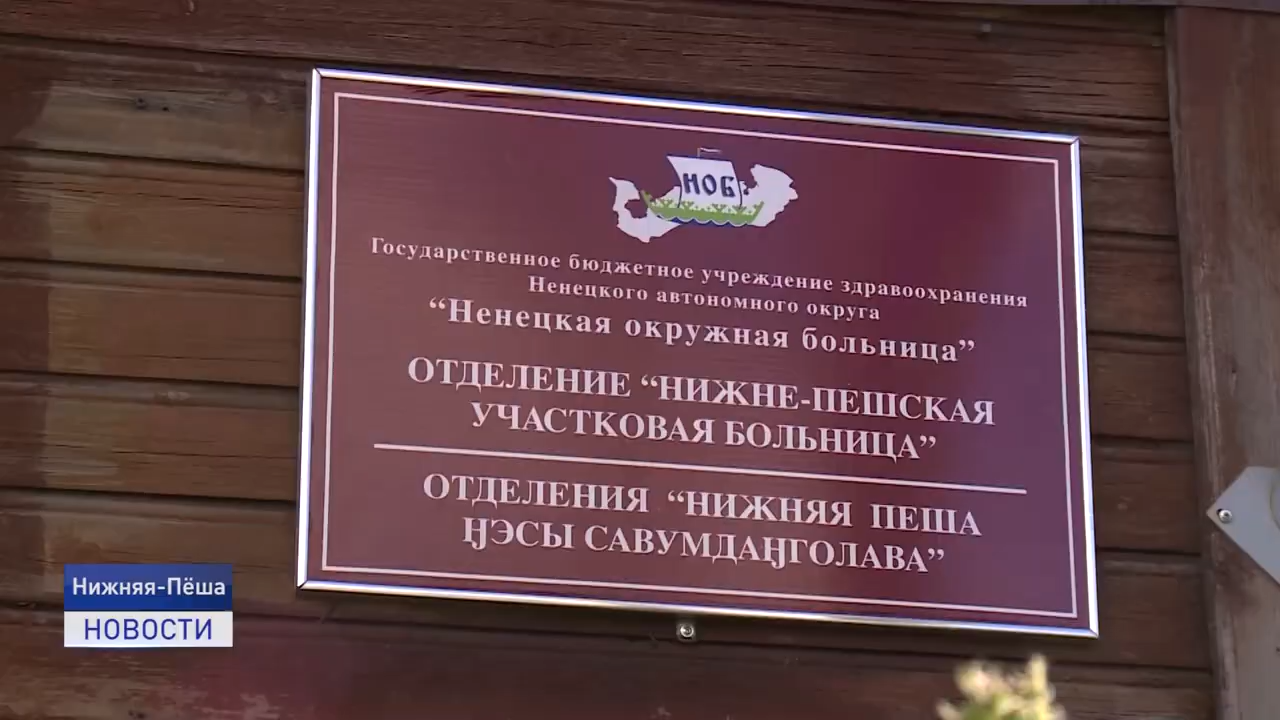 НОБ
Государственное бюджетное учреждение здравоохранения
Ненецкого автономного округа
“Ненецкая окружная больница”
ОТДЕЛЕНИЕ “НИЖНЕ-ПЕШСКАЯ
УЧАСТКОВАЯ БОЛЬНИЦА”
ОТДЕЛЕНИЯ “НИЖНЯЯ ПЕША
ӇЭСЫ САВУМДАӇГОЛАВА”
Нижняя-Пёша
НОВОСТИ